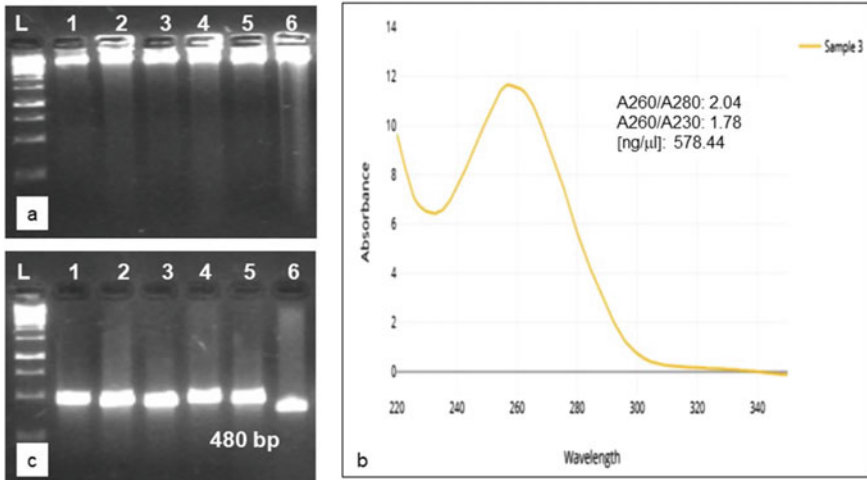 L 1 2 3 4 5 6
a
L 1 2 3 4 5 6
480 bp
c
14
12
10
8
6
4
2
0
Absorbance
220 240 260 280 300 320 340
Wavelength
Sample 3
A260/A280: 2.04
A260/A230: 1.78
[ng/µl]: 578.44
b